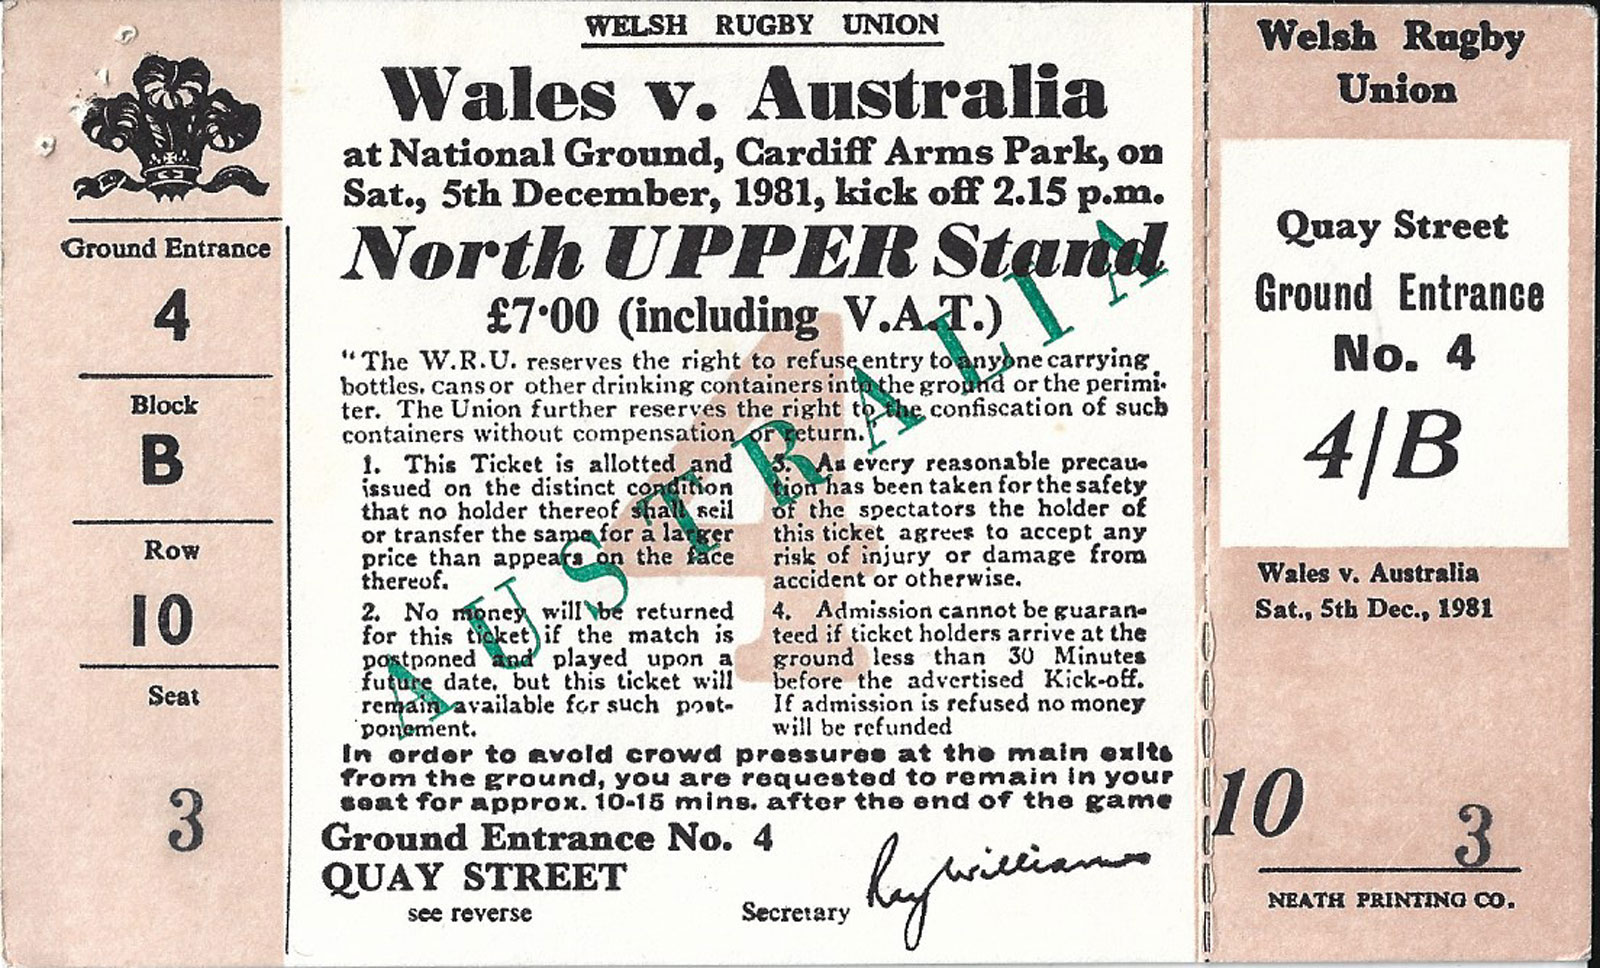 WELSH RUGBY UNION
Wales v. Australia
at National Ground, Cardiff Arms Park, on
Sat., 5th December, 1981, kick off 2.15 p.m.
North UPPER Stand
£7·00 (including V.A.T.)
"The W.R.U. reserves the right to refuse entry to anyone carrying
bottles, cans or other drinking containers into the ground or the perimi-
ter. The Union further reserves the right to the confiscation of such
containers without compensation or return."
1. This Ticket is allotted and
issued on the distinct condition
that no holder thereof shall sell
or transfer the same for a larger
price than appears on the face
thereof.
2. No money will be returned
for this ticket if the match is
postponed and played upon a
future date, but this ticket will
remain available for such post-
ponement.
3. As every reasonable precau-
tion has been taken for the safety
of the spectators the holder of
this ticket agrees to accept any
risk of injury or damage from
accident or otherwise.
4. Admission cannot be guaran-
teed if ticket holders arrive at the
ground less than 30 Minutes
before the advertised Kick-off.
If admission is refused no money
will be refunded
In order to avoid crowd pressures at the main exits
from the ground, you are requested to remain in your
seat for approx. 10-15 mins. after the end of the game
Ground Entrance No. 4
QUAY STREET
see reverse
Secretary Ray Williams
AUSTRALIA
4
Ground Entrance
4
Block
B
Row
10
Seat
3
Welsh Rugby
Union
Quay Street
Ground Entrance
No. 4
4/B
Wales v. Australia
Sat., 5th Dec., 1981
10
3
NEATH PRINTING CO.